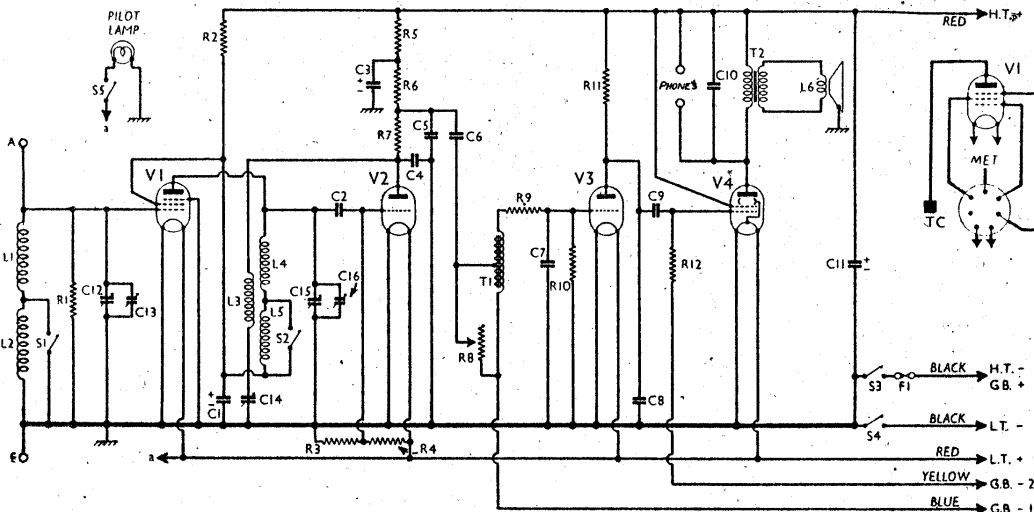 PILOT
LAMP
S5
a
R2
R5
C3
R6
R7
C5
C6
C4
R11
PHONES
C10
T2
L6
H.T.+
RED
V1
MET
TC
A
V1
V2
V3
V4
C2
C9
R9
L1
L2
S1
R1
C12
C13
L3
L4
L5
S2
C15
C16
T1
C7
R10
R12
C11
R8
C1
C14
C8
S3
F1
BLACK
H.T. -
G.B. +
S4
BLACK
L.T. -
E
R3
R4
a
RED
L.T. +
YELLOW
G.B. - 2
BLUE
G.B. - 1